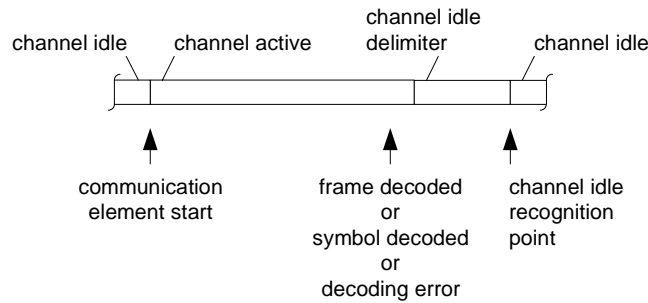 channel idle
channel active
channel idle
delimiter
channel idle
communication
element start
frame decoded
or
symbol decoded
or
decoding error
channel idle
recognition
point